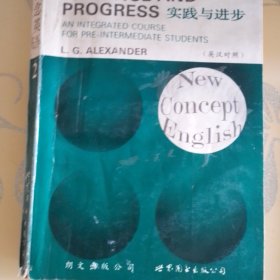 PROGRESS 实践与进步
AN INTEGRATED COURSE
FOR PRE-INTERMEDIATE STUDENTS
L. G. ALEXANDER
(英汉对照)
New
Concept
English
朗文出版公司 世界图书出版公司
2